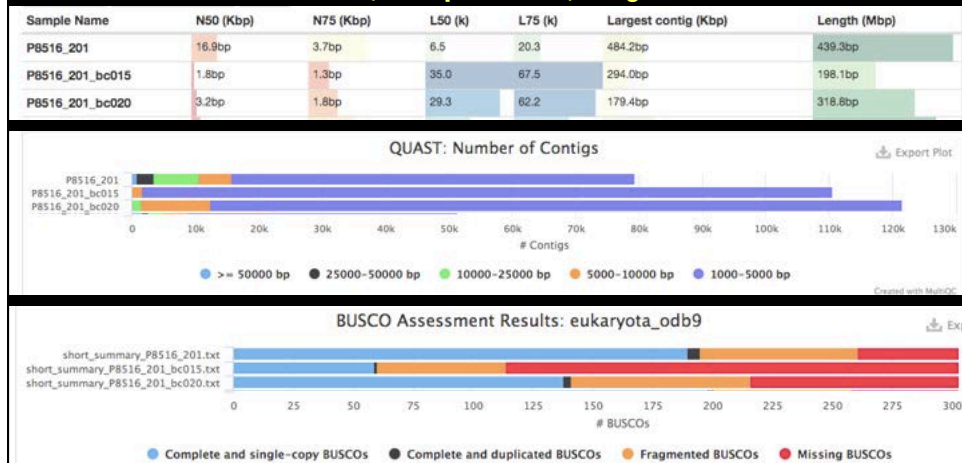 Sample Name N50 (Kbp) N75 (Kbp) L50 (k) L75 (k) Largest contig (Kbp) Length (Mbp)
P8516_201 16.9bp 3.7bp 6.5 20.3 484.2bp 439.3bp
P8516_201_bc015 1.8bp 1.3bp 35.0 67.5 294.0bp 198.1bp
P8516_201_bc020 3.2bp 1.8bp 29.3 62.2 179.4bp 318.8bp
QUAST: Number of Contigs
Export Plot
P8516_201
P8516_201_bc015
P8516_201_bc020
0 10k 20k 30k 40k 50k 60k 70k 80k 90k 100k 110k 120k 130k
# Contigs
>= 50000 bp 25000-50000 bp 10000-25000 bp 5000-10000 bp 1000-5000 bp
Created with MultiQC
BUSCO Assessment Results: eukaryota_odb9
Ex
short_summary_P8516_201.txt
short_summary_P8516_201_bc015.txt
short_summary_P8516_201_bc020.txt
0 25 50 75 100 125 150 175 200 225 250 275 300
# BUSCOs
Complete and single-copy BUSCOs Complete and duplicated BUSCOs Fragmented BUSCOs Missing BUSCOs